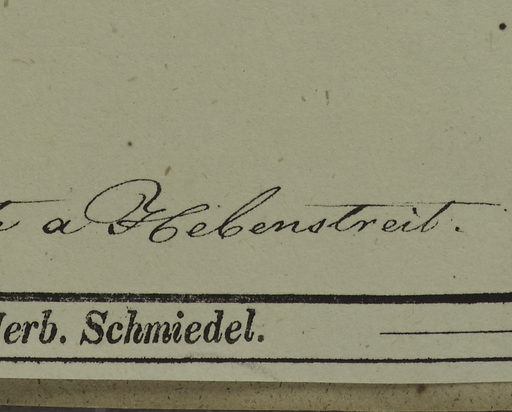 a Hebenstreit.
Herb. Schmiedel.